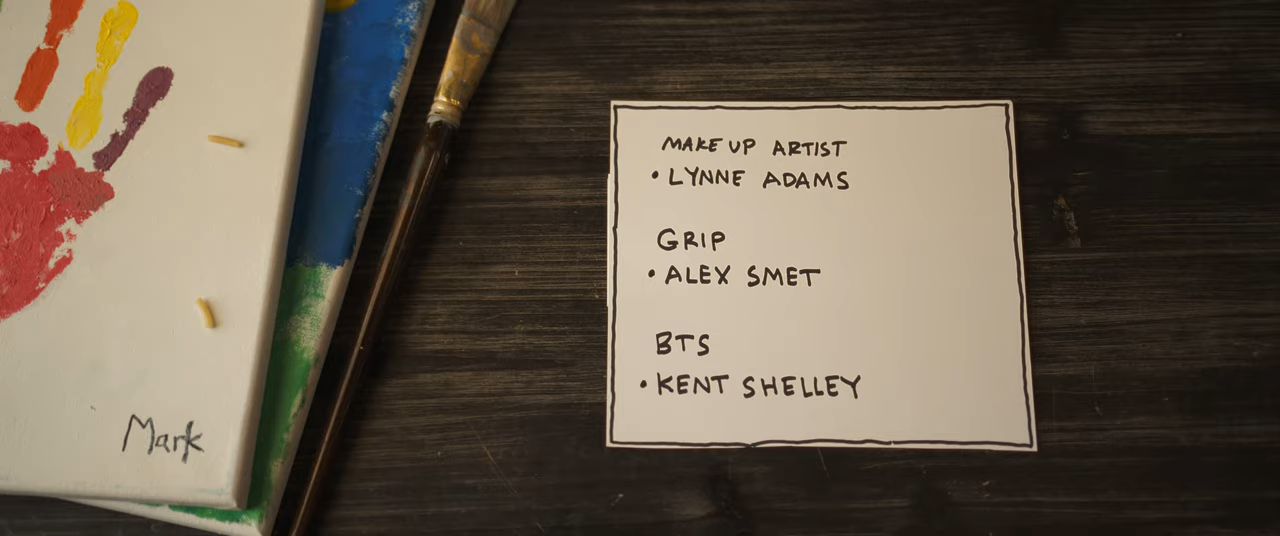 MAKE UP ARTIST
• LYNNE ADAMS
GRIP
• ALEX SMET
BTS
• KENT SHELLEY
Mark